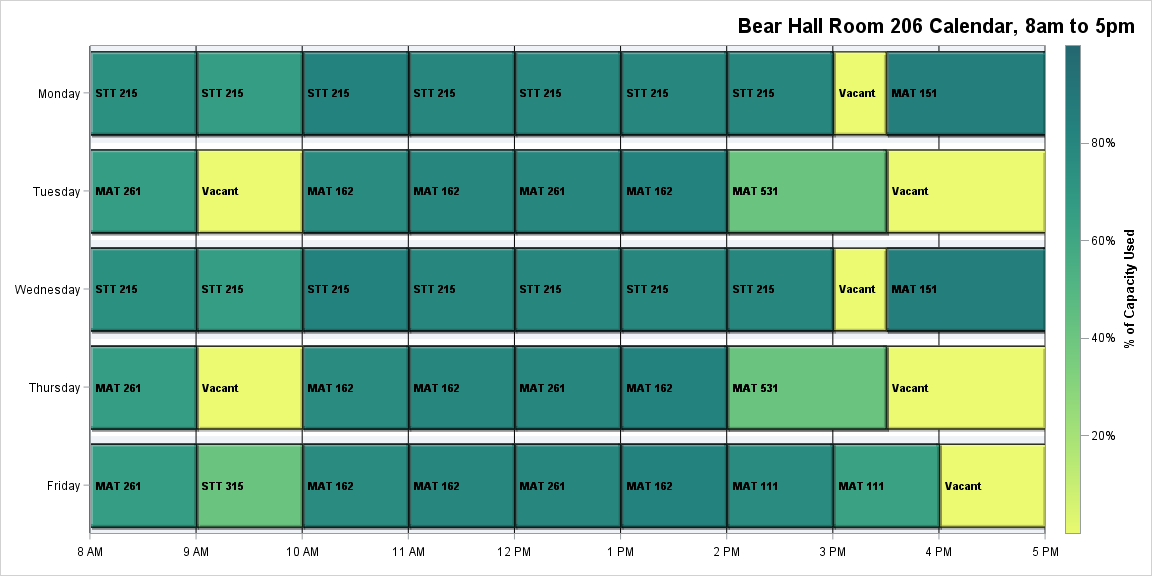 Bear Hall Room 206 Calendar, 8am to 5pm
Monday STT 215 STT 215 STT 215 STT 215 STT 215 STT 215 STT 215 Vacant MAT 151
Tuesday MAT 261 Vacant MAT 162 MAT 162 MAT 261 MAT 162 MAT 531 Vacant
Wednesday STT 215 STT 215 STT 215 STT 215 STT 215 STT 215 STT 215 Vacant MAT 151
Thursday MAT 261 Vacant MAT 162 MAT 162 MAT 261 MAT 162 MAT 531 Vacant
Friday MAT 261 STT 315 MAT 162 MAT 162 MAT 261 MAT 162 MAT 111 MAT 111 Vacant
8 AM 9 AM 10 AM 11 AM 12 PM 1 PM 2 PM 3 PM 4 PM 5 PM
80%
60%
40%
20%
% of Capacity Used